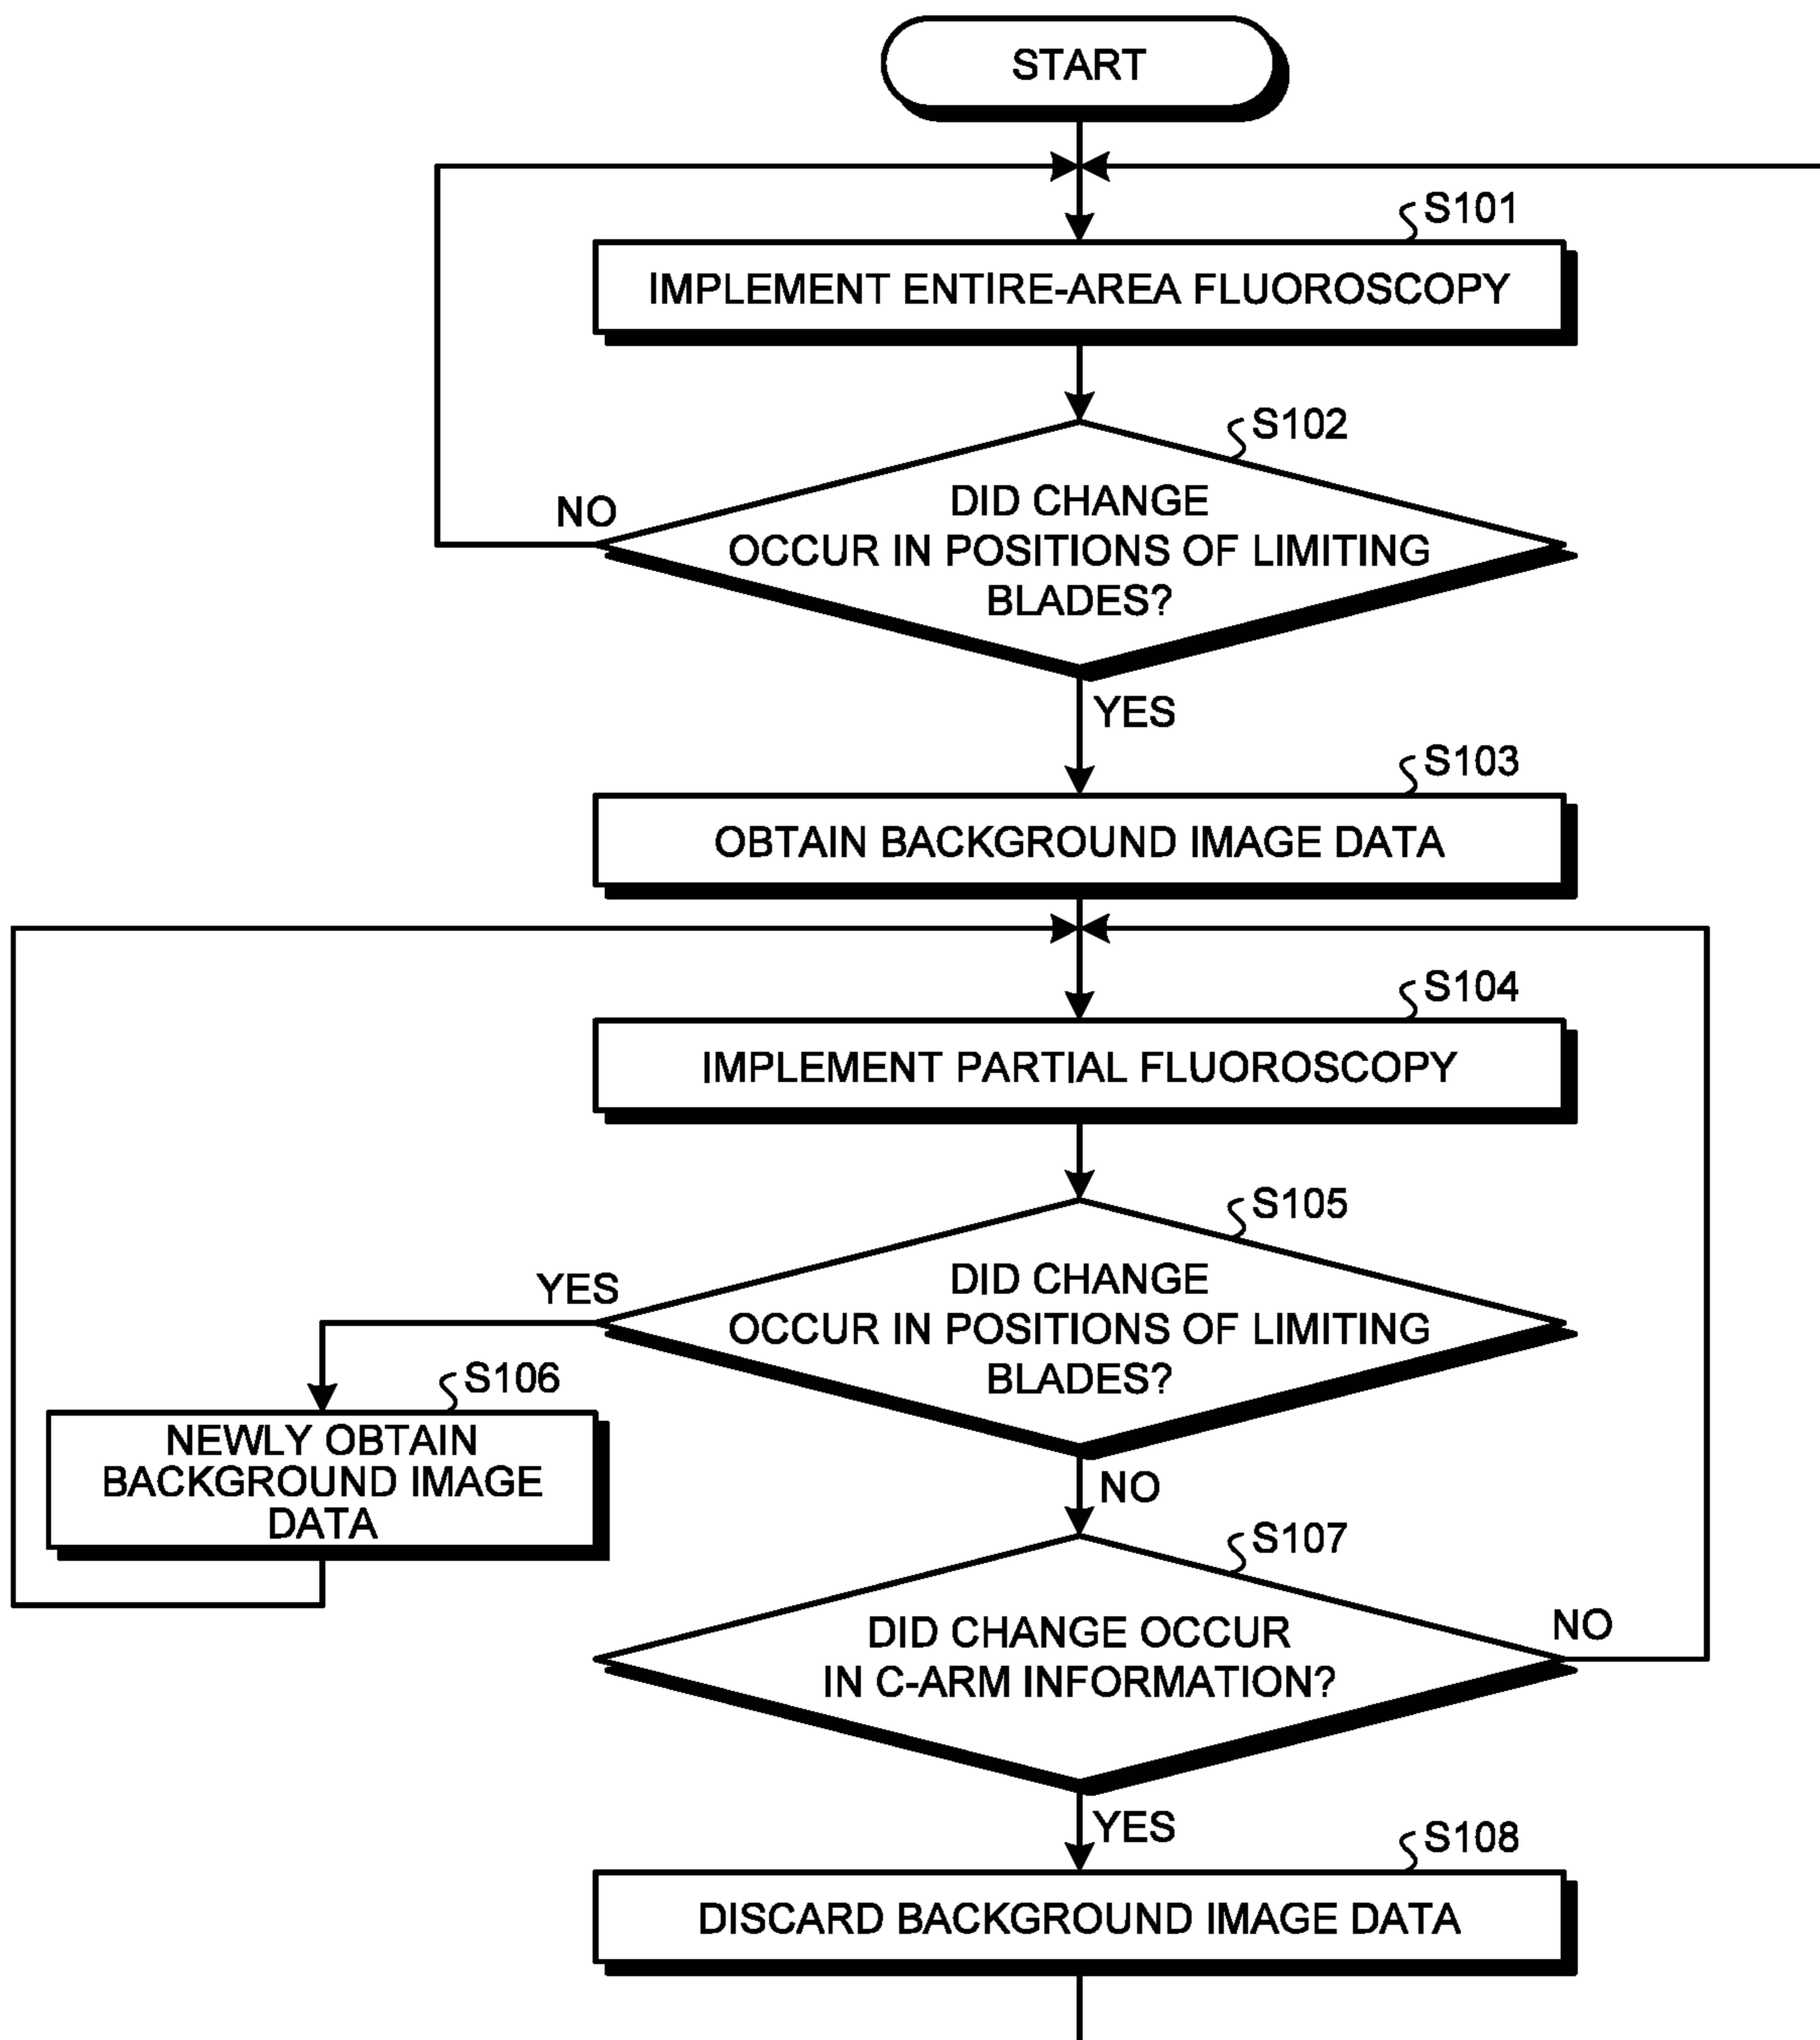 START
S101
IMPLEMENT ENTIRE-AREA FLUOROSCOPY
S102
DID CHANGE
OCCUR IN POSITIONS OF LIMITING
BLADES?
NO
YES
S103
OBTAIN BACKGROUND IMAGE DATA
S104
IMPLEMENT PARTIAL FLUOROSCOPY
S105
DID CHANGE
OCCUR IN POSITIONS OF LIMITING
BLADES?
YES
S106
NEWLY OBTAIN
BACKGROUND IMAGE
DATA
NO
S107
DID CHANGE OCCUR
IN C-ARM INFORMATION?
NO
YES
S108
DISCARD BACKGROUND IMAGE DATA